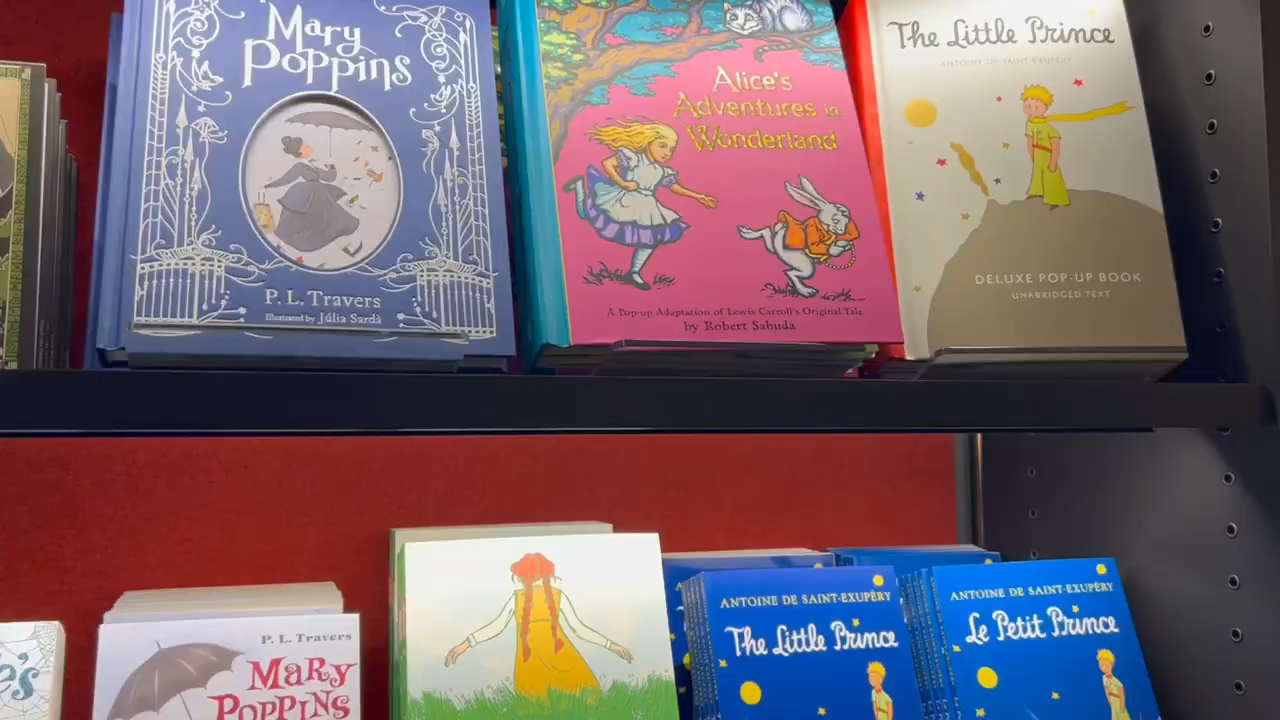 Mary
Poppins
P. L. Travers
Illustrated by Júlia Sardà
Alice's
Adventures in
Wonderland
A Pop-up Adaptation of Lewis Carroll's Original Tale
by Robert Sabuda
The Little Prince
ANTOINE DE SAINT-EXUPÉRY
DELUXE POP-UP BOOK
UNABRIDGED TEXT
P. L. Travers
MARY
POPPINS
ANTOINE DE SAINT-EXUPÉRY
The Little Prince
ANTOINE DE SAINT-EXUPÉRY
Le Petit Prince